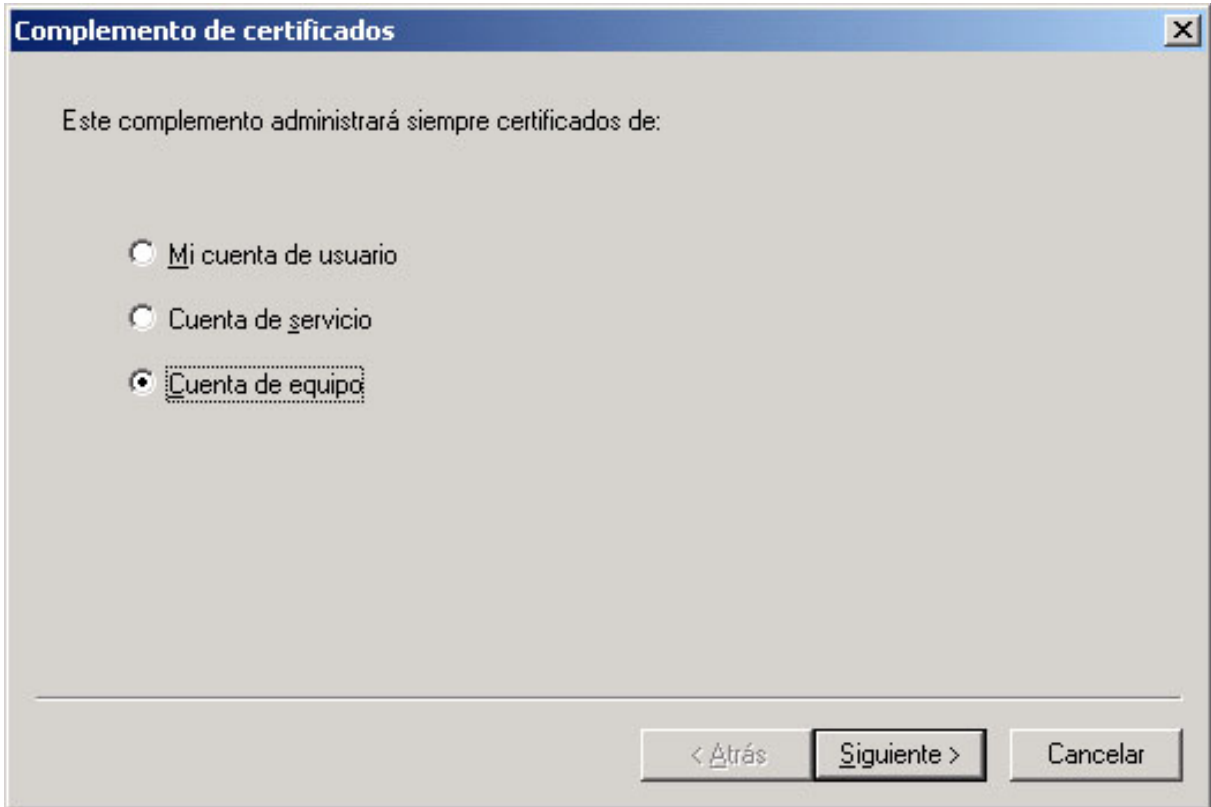 Complemento de certificados
Este complemento administrará siempre certificados de:
Mi cuenta de usuario
Cuenta de servicio
Cuenta de equipo
< Atrás Siguiente > Cancelar